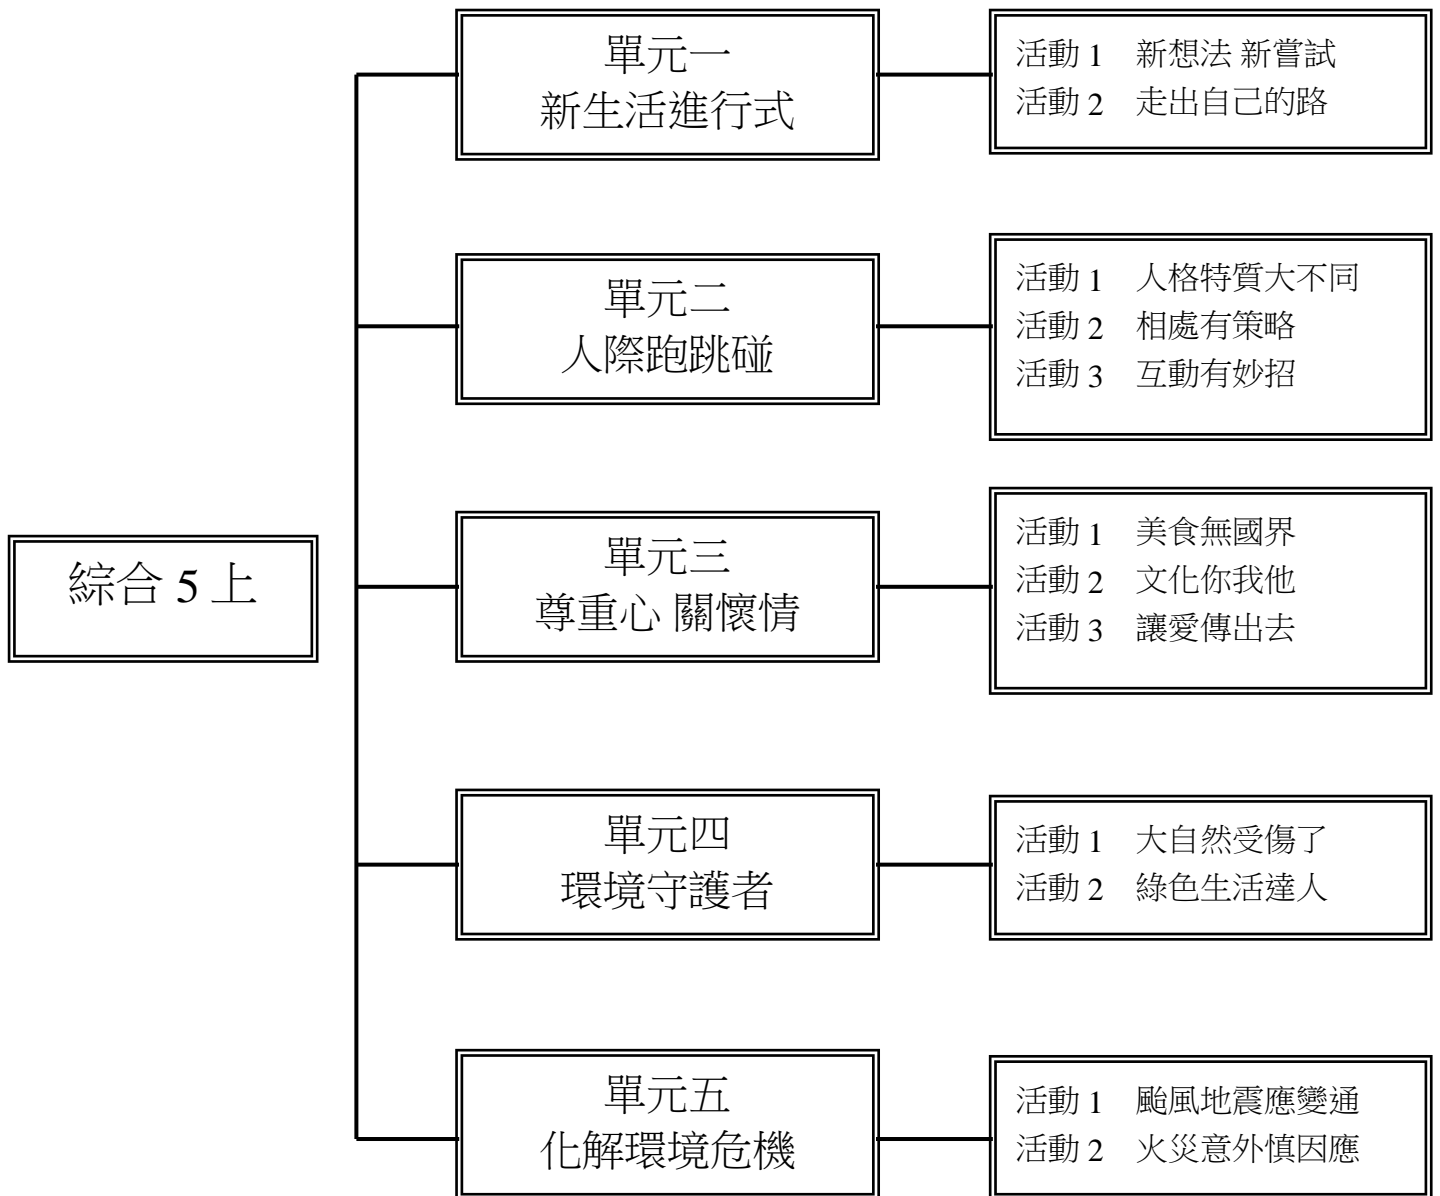 綜合 5 上
單元一
新生活進行式
活動 1 新想法 新嘗試
活動 2 走出自己的路
單元二
人際跑跳碰
活動 1 人格特質大不同
活動 2 相處有策略
活動 3 互動有妙招
單元三
尊重心 關懷情
活動 1 美食無國界
活動 2 文化你我他
活動 3 讓愛傳出去
單元四
環境守護者
活動 1 大自然受傷了
活動 2 綠色生活達人
單元五
化解環境危機
活動 1 颱風地震應變通
活動 2 火災意外慎因應